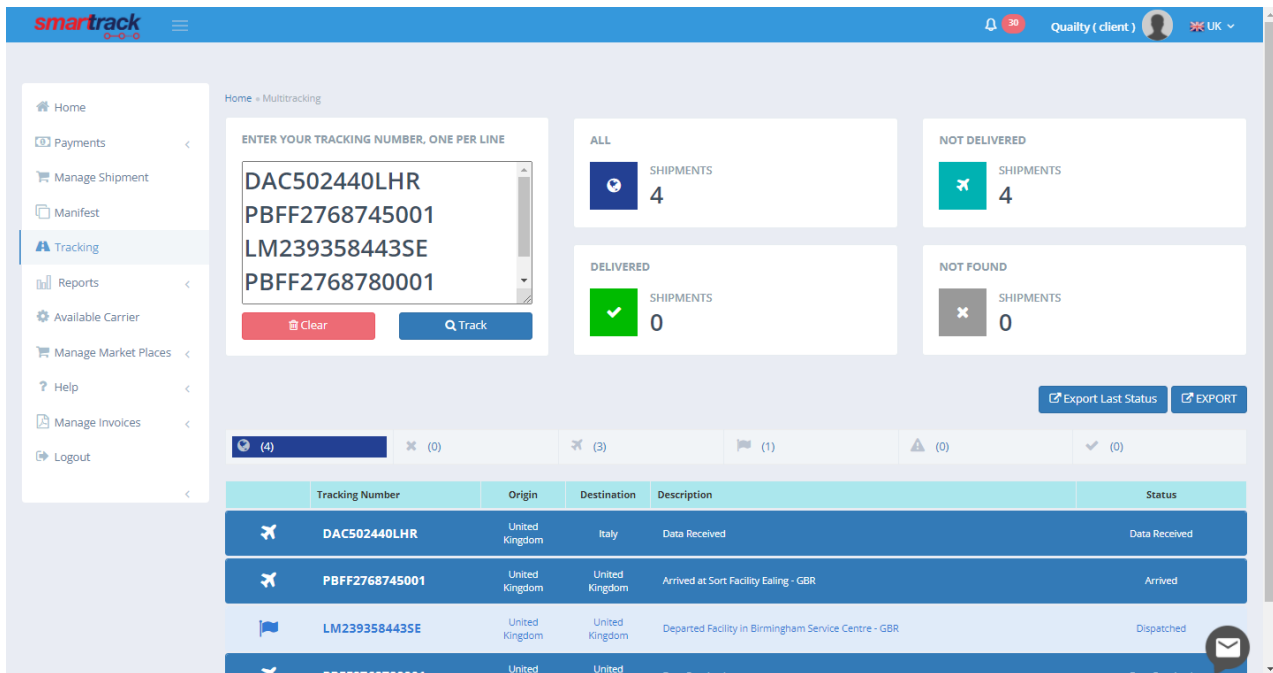 smartrack
30
Quailty ( client )
UK
Home
Payments
Manage Shipment
Manifest
Tracking
Reports
Available Carrier
Manage Market Places
Help
Manage Invoices
Logout
Home » Multitracking
ENTER YOUR TRACKING NUMBER, ONE PER LINE
DAC502440LHR
PBFF2768745001
LM239358443SE
PBFF2768780001
Clear
Track
ALL
SHIPMENTS
4
NOT DELIVERED
SHIPMENTS
4
DELIVERED
SHIPMENTS
0
NOT FOUND
SHIPMENTS
0
Export Last Status
EXPORT
(4) (0) (3) (1) (0) (0)
Tracking Number Origin Destination Description Status
DAC502440LHR United Kingdom Italy Data Received Data Received
PBFF2768745001 United Kingdom United Kingdom Arrived at Sort Facility Ealing - GBR Arrived
LM239358443SE United Kingdom United Kingdom Departed Facility in Birmingham Service Centre - GBR Dispatched
United United